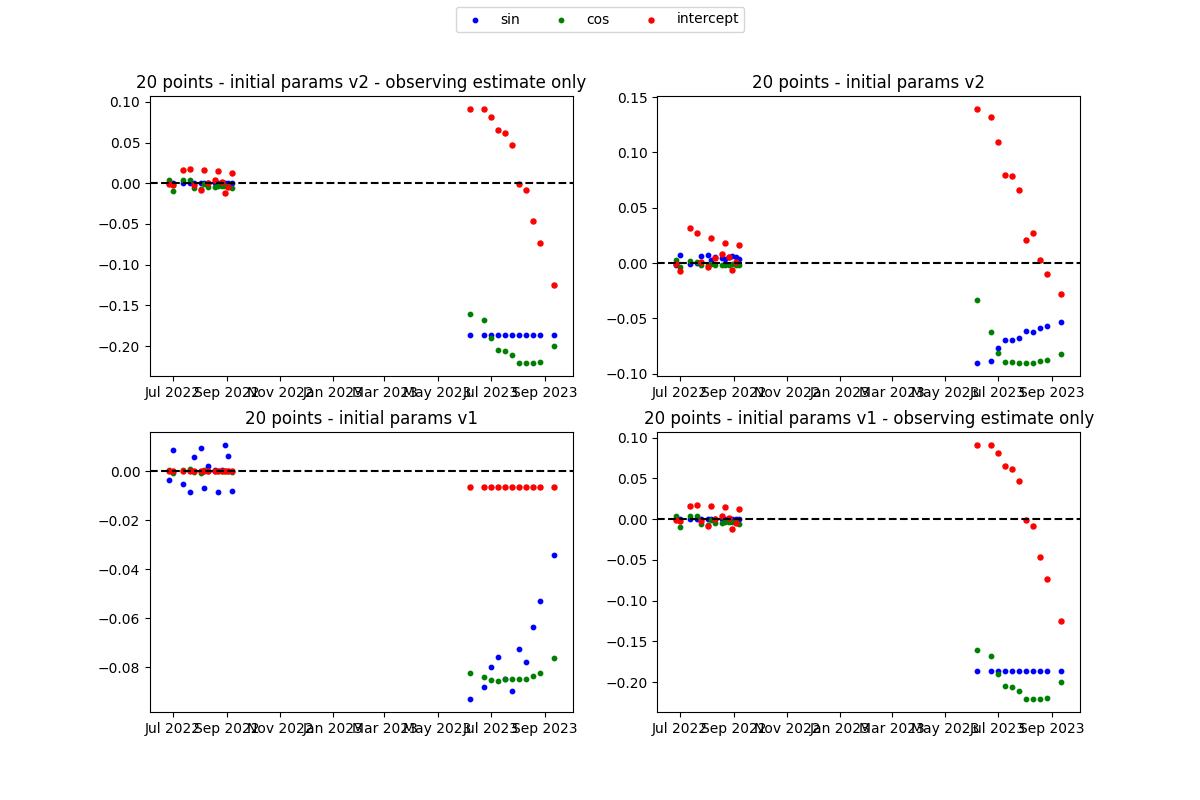 sin cos intercept
20 points - initial params v2 - observing estimate only
0.10
0.05
0.00
−0.05
−0.10
−0.15
−0.20
Jul 2022 Sep 2022 Nov 2022 Jan 2023 Mar 2023 May 2023 Jul 2023 Sep 2023
20 points - initial params v2
0.15
0.10
0.05
0.00
−0.05
−0.10
Jul 2022 Sep 2022 Nov 2022 Jan 2023 Mar 2023 May 2023 Jul 2023 Sep 2023
20 points - initial params v1
0.00
−0.02
−0.04
−0.06
−0.08
Jul 2022 Sep 2022 Nov 2022 Jan 2023 Mar 2023 May 2023 Jul 2023 Sep 2023
20 points - initial params v1 - observing estimate only
0.10
0.05
0.00
−0.05
−0.10
−0.15
−0.20
Jul 2022 Sep 2022 Nov 2022 Jan 2023 Mar 2023 May 2023 Jul 2023 Sep 2023